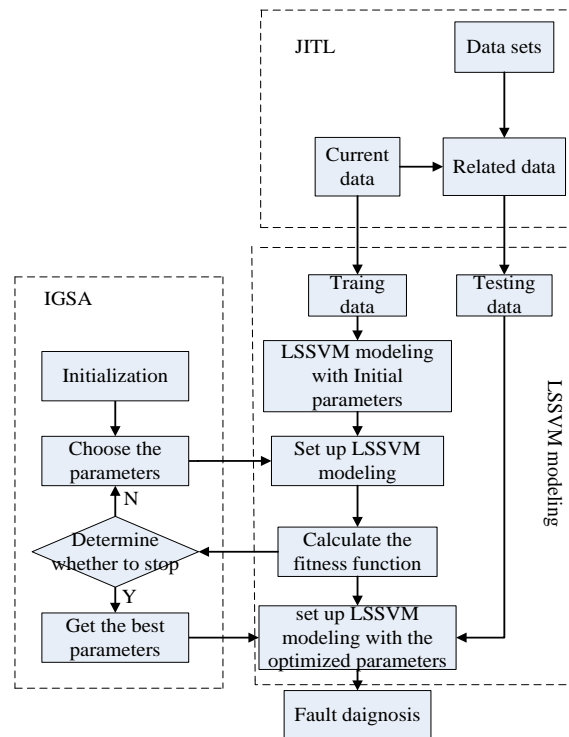 JITL
Data sets
Current
data
Related data
Traing
data
Testing
data
IGSA
Initialization
LSSVM modeling
with Initial
parameters
LSSVM modeling
Choose the
parameters
Set up LSSVM
modeling
N
Determine
whether to stop
Calculate the
fitness function
Y
Get the best
parameters
set up LSSVM
modeling with the
optimized parameters
Fault daignosis